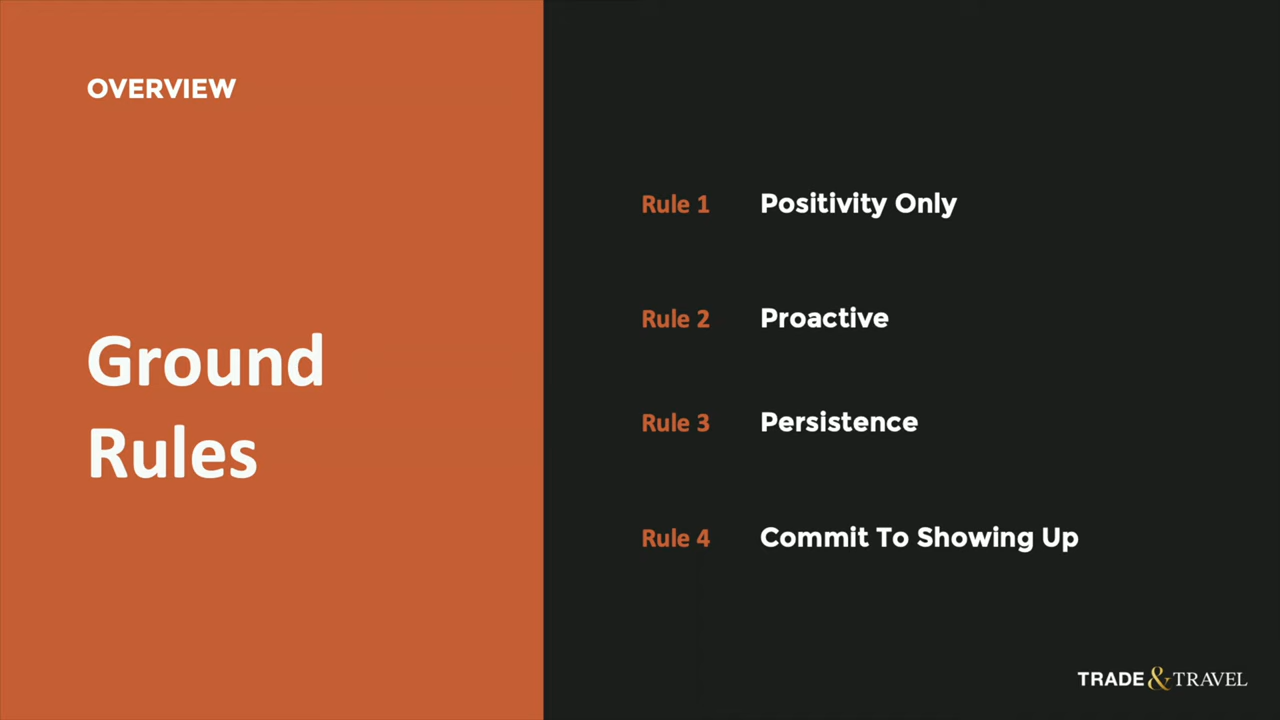 OVERVIEW
Ground
Rules
Rule 1 Positivity Only
Rule 2 Proactive
Rule 3 Persistence
Rule 4 Commit To Showing Up
TRADE & TRAVEL